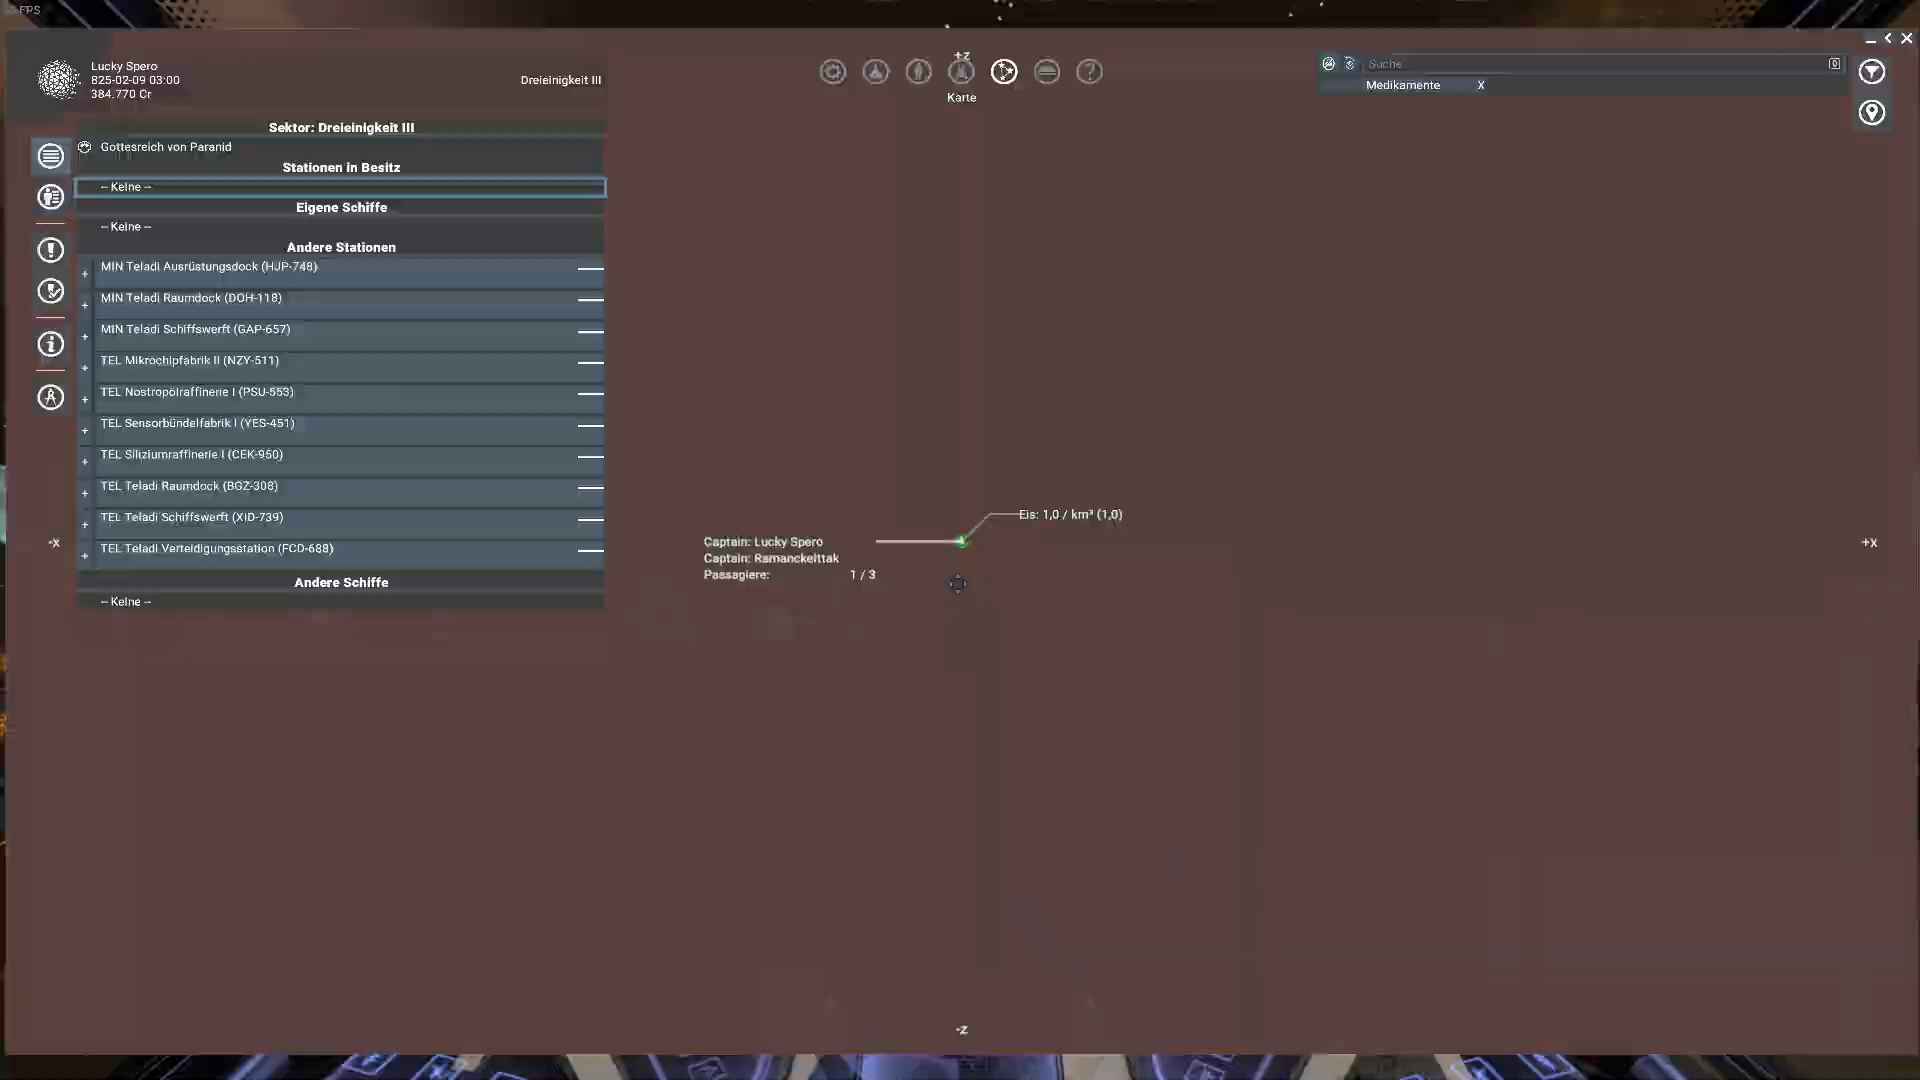 FPS
Lucky Spero
825-02-09 03:00
384.770 Cr
Dreieinigkeit III
+Z
Karte
Suche
0
Medikamente X
Sektor: Dreieinigkeit III
Gottesreich von Paranid
Stationen in Besitz
-- Keine --
Eigene Schiffe
-- Keine --
Andere Stationen
+ MIN Teladi Ausrüstungsdock (HJP-748)
+ MIN Teladi Raumdock (DOH-118)
+ MIN Teladi Schiffswerft (GAP-657)
+ TEL Mikrochipfabrik II (NZY-511)
+ TEL Nostropölraffinerie I (PSU-553)
+ TEL Sensorbündelfabrik I (YES-451)
+ TEL Siliziumraffinerie I (CEK-950)
+ TEL Teladi Raumdock (BGZ-308)
+ TEL Teladi Schiffswerft (XID-739)
+ TEL Teladi Verteidigungsstation (FCD-688)
Andere Schiffe
-- Keine --
-X
Eis: 1,0 / km³ (1,0)
Captain: Lucky Spero
Captain: Ramanckelttak
Passagiere: 1 / 3
+X
-Z